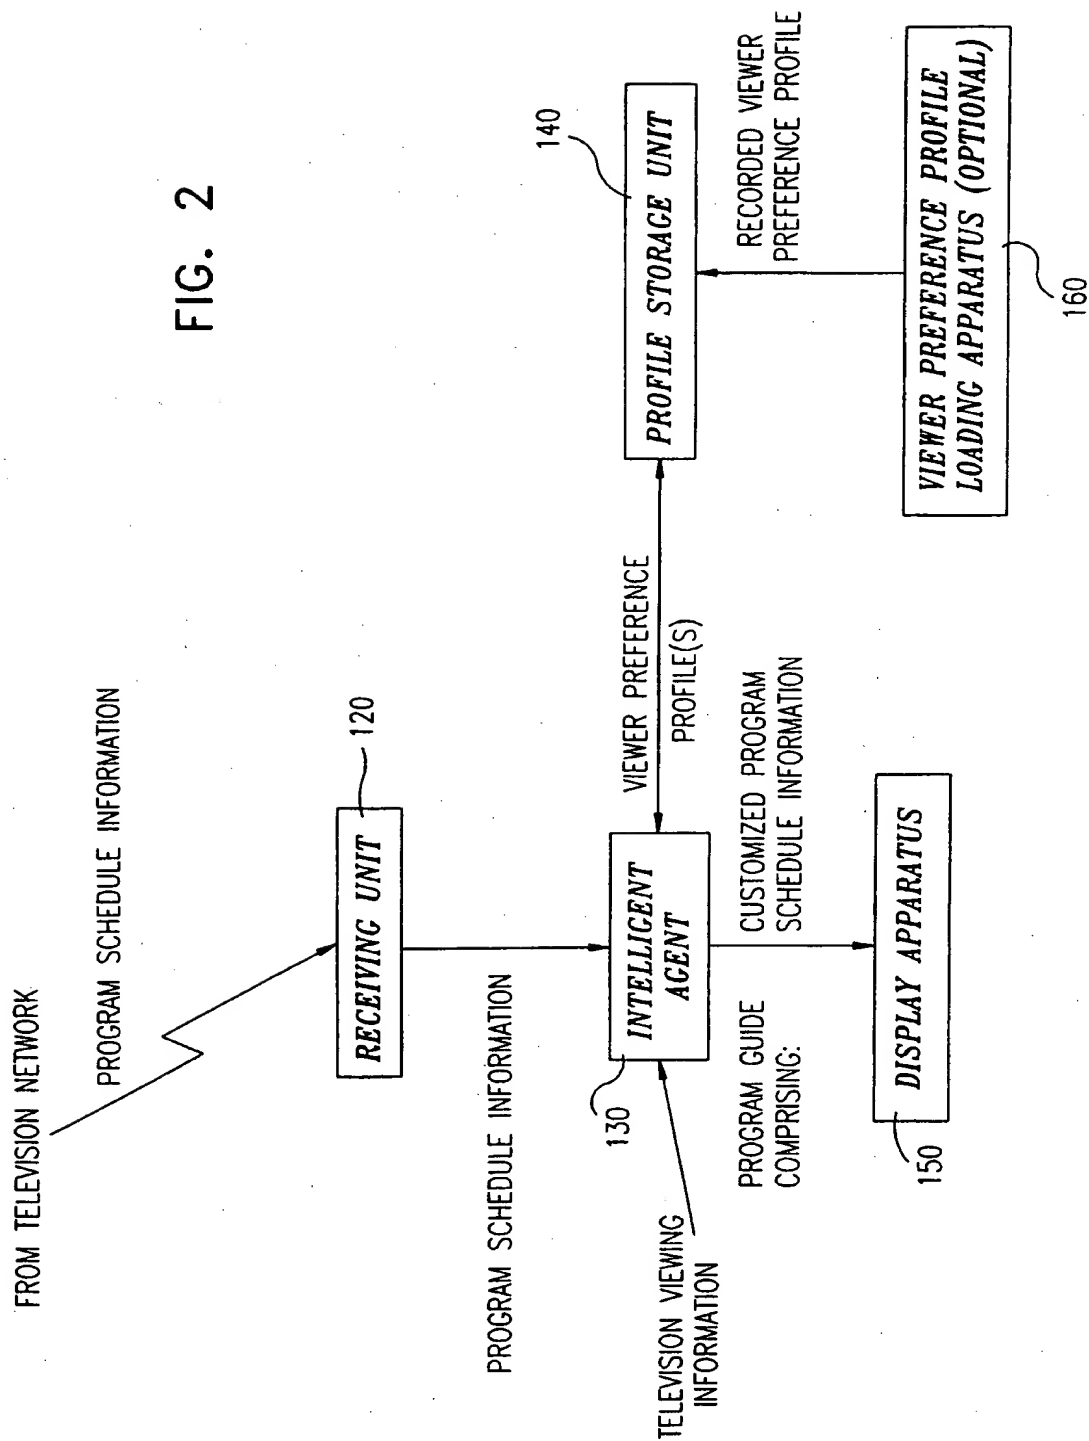 FIG. 2
FROM TELEVISION NETWORK
PROGRAM SCHEDULE INFORMATION
RECEIVING UNIT
120
PROGRAM SCHEDULE INFORMATION
140
PROFILE STORAGE UNIT
VIEWER PREFERENCE
PROFILE(S)
130
INTELLIGENT
AGENT
TELEVISION VIEWING
INFORMATION
RECORDED VIEWER
PREFERENCE PROFILE
PROGRAM GUIDE
COMPRISING:
CUSTOMIZED PROGRAM
SCHEDULE INFORMATION
150
DISPLAY APPARATUS
VIEWER PREFERENCE PROFILE
LOADING APPARATUS (OPTIONAL)
160